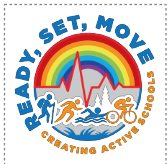 READY, SET, MOVE
CREATING ACTIVE SCHOOLS